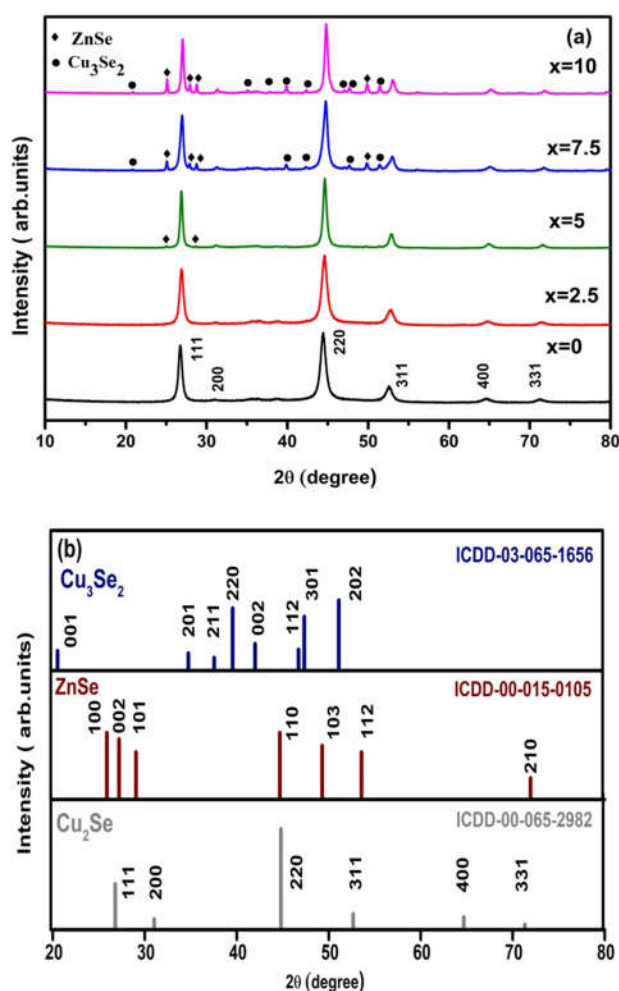 (a)
♦ ZnSe
● Cu₃Se₂
x=10
x=7.5
x=5
x=2.5
x=0
111
200
220
311
400
331
Intensity ( arb.units)
10 20 30 40 50 60 70 80
2θ (degree)
(b)
ICDD-03-065-1656
Cu₃Se₂
001
201
211
220
002
112
301
202
ZnSe
ICDD-00-015-0105
100
002
101
110
103
112
210
Cu₂Se
ICDD-00-065-2982
111
200
220
311
400
331
Intensity ( arb.units)
20 30 40 50 60 70 80
2θ (degree)